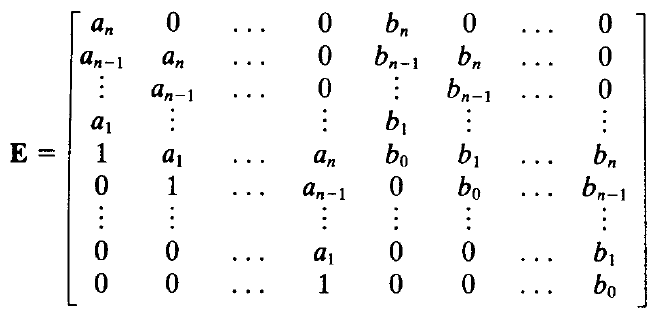 a_n 0 … 0 b_n 0 … 0
a_{n−1} a_n … 0 b_{n−1} b_n … 0
⋮ a_{n−1} … 0 ⋮ b_{n−1} … 0
a_1 ⋮ ⋮ b_1 ⋮ ⋮
E = 1 a_1 … a_n b_0 b_1 … b_n
0 1 … a_{n−1} 0 b_0 … b_{n−1}
⋮ ⋮ ⋮ ⋮ ⋮ ⋮
0 0 … a_1 0 0 … b_1
0 0 … 1 0 0 … b_0